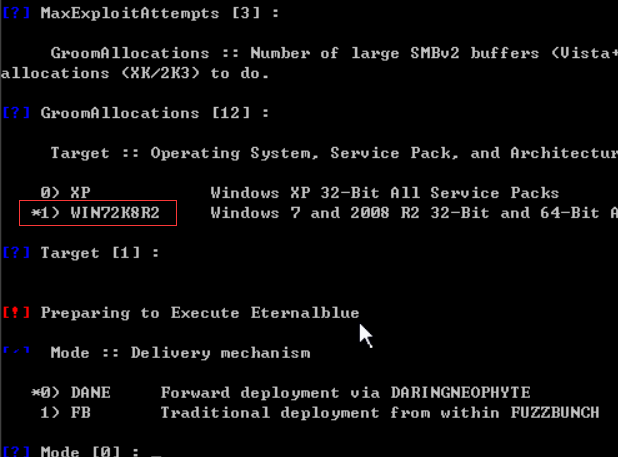 [?] MaxExploitAttempts [3] :
GroomAllocations :: Number of large SMBv2 buffers (Vista+
allocations (XK/2K3) to do.
[?] GroomAllocations [12] :
Target :: Operating System, Service Pack, and Architectur
0) XP Windows XP 32-Bit All Service Packs
*1) WIN72K8R2 Windows 7 and 2008 R2 32-Bit and 64-Bit A
[?] Target [1] :
[!] Preparing to Execute Eternalblue
Mode :: Delivery mechanism
*0) DANE Forward deployment via DARINGNEOPHYTE
1) FB Traditional deployment from within FUZZBUNCH
[?] Mode [0] : _